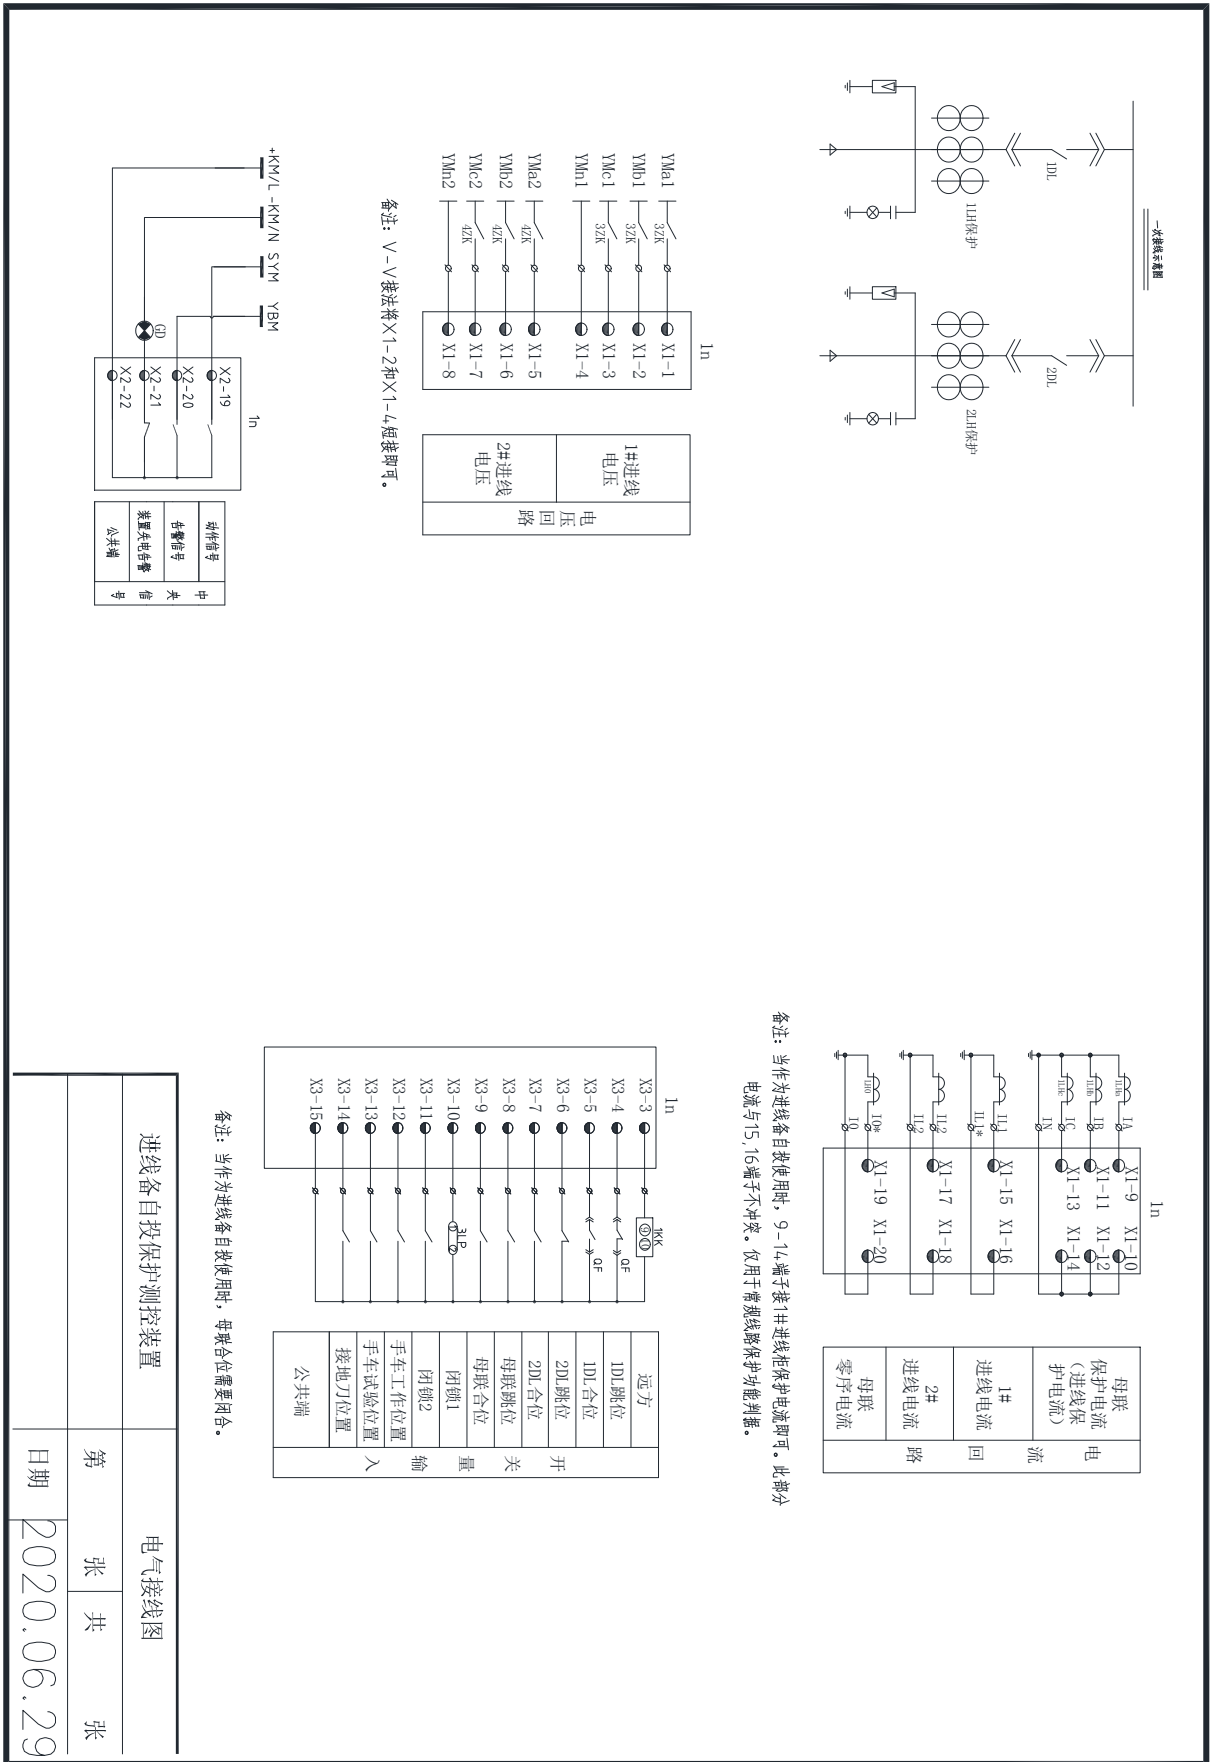 一次接线示意图
1DL
1LH保护
2DL
2LH保护
YMa1
YMb1
YMc1
YMn1
YMa2
YMb2
YMc2
YMn2
3ZK
3ZK
3ZK
4ZK
4ZK
4ZK
1n
X1-1
X1-2
X1-3
X1-4
X1-5
X1-6
X1-7
X1-8
1#进线
电压
2#进线
电压
电压回路
备注：V-V接法将X1-2和X1-4短接即可。
+KM/L
-KM/N
SYM
YBM
GD
1n
X2-19
X2-20
X2-21
X2-22
动作信号
告警信号
装置失电告警
公共端
中央信号
1LHa
1LHb
1LHc
IA
IB
IC
IN
IL1
IL1*
IL2
IL2
LH0
I0*
I0
1n
X1-9 X1-10
X1-11 X1-12
X1-13 X1-14
X1-15 X1-16
X1-17 X1-18
X1-19 X1-20
母联
保护电流
（进线保
护电流）
1#
进线电流
2#
进线电流
母联
零序电流
电流回路
备注：当作为进线备自投使用时，9-14端子接1#进线柜保护电流即可。此部分
电流与15,16端子不冲突。仅用于常规线路保护功能判据。
1n
X3-3
X3-4
X3-5
X3-6
X3-7
X3-8
X3-9
X3-10
X3-11
X3-12
X3-13
X3-14
X3-15
1KK
⑨⑩
QF
QF
3LP
① ②
远方
1DL跳位
1DL合位
2DL跳位
2DL合位
母联跳位
母联合位
闭锁1
闭锁2
手车工作位置
手车试验位置
接地刀位置
公共端
开关量输入
备注：当作为进线备自投使用时，母联合位需要闭合。
进线备自投保护测控装置
电气接线图
第 张 共 张
日期 2020.06.29